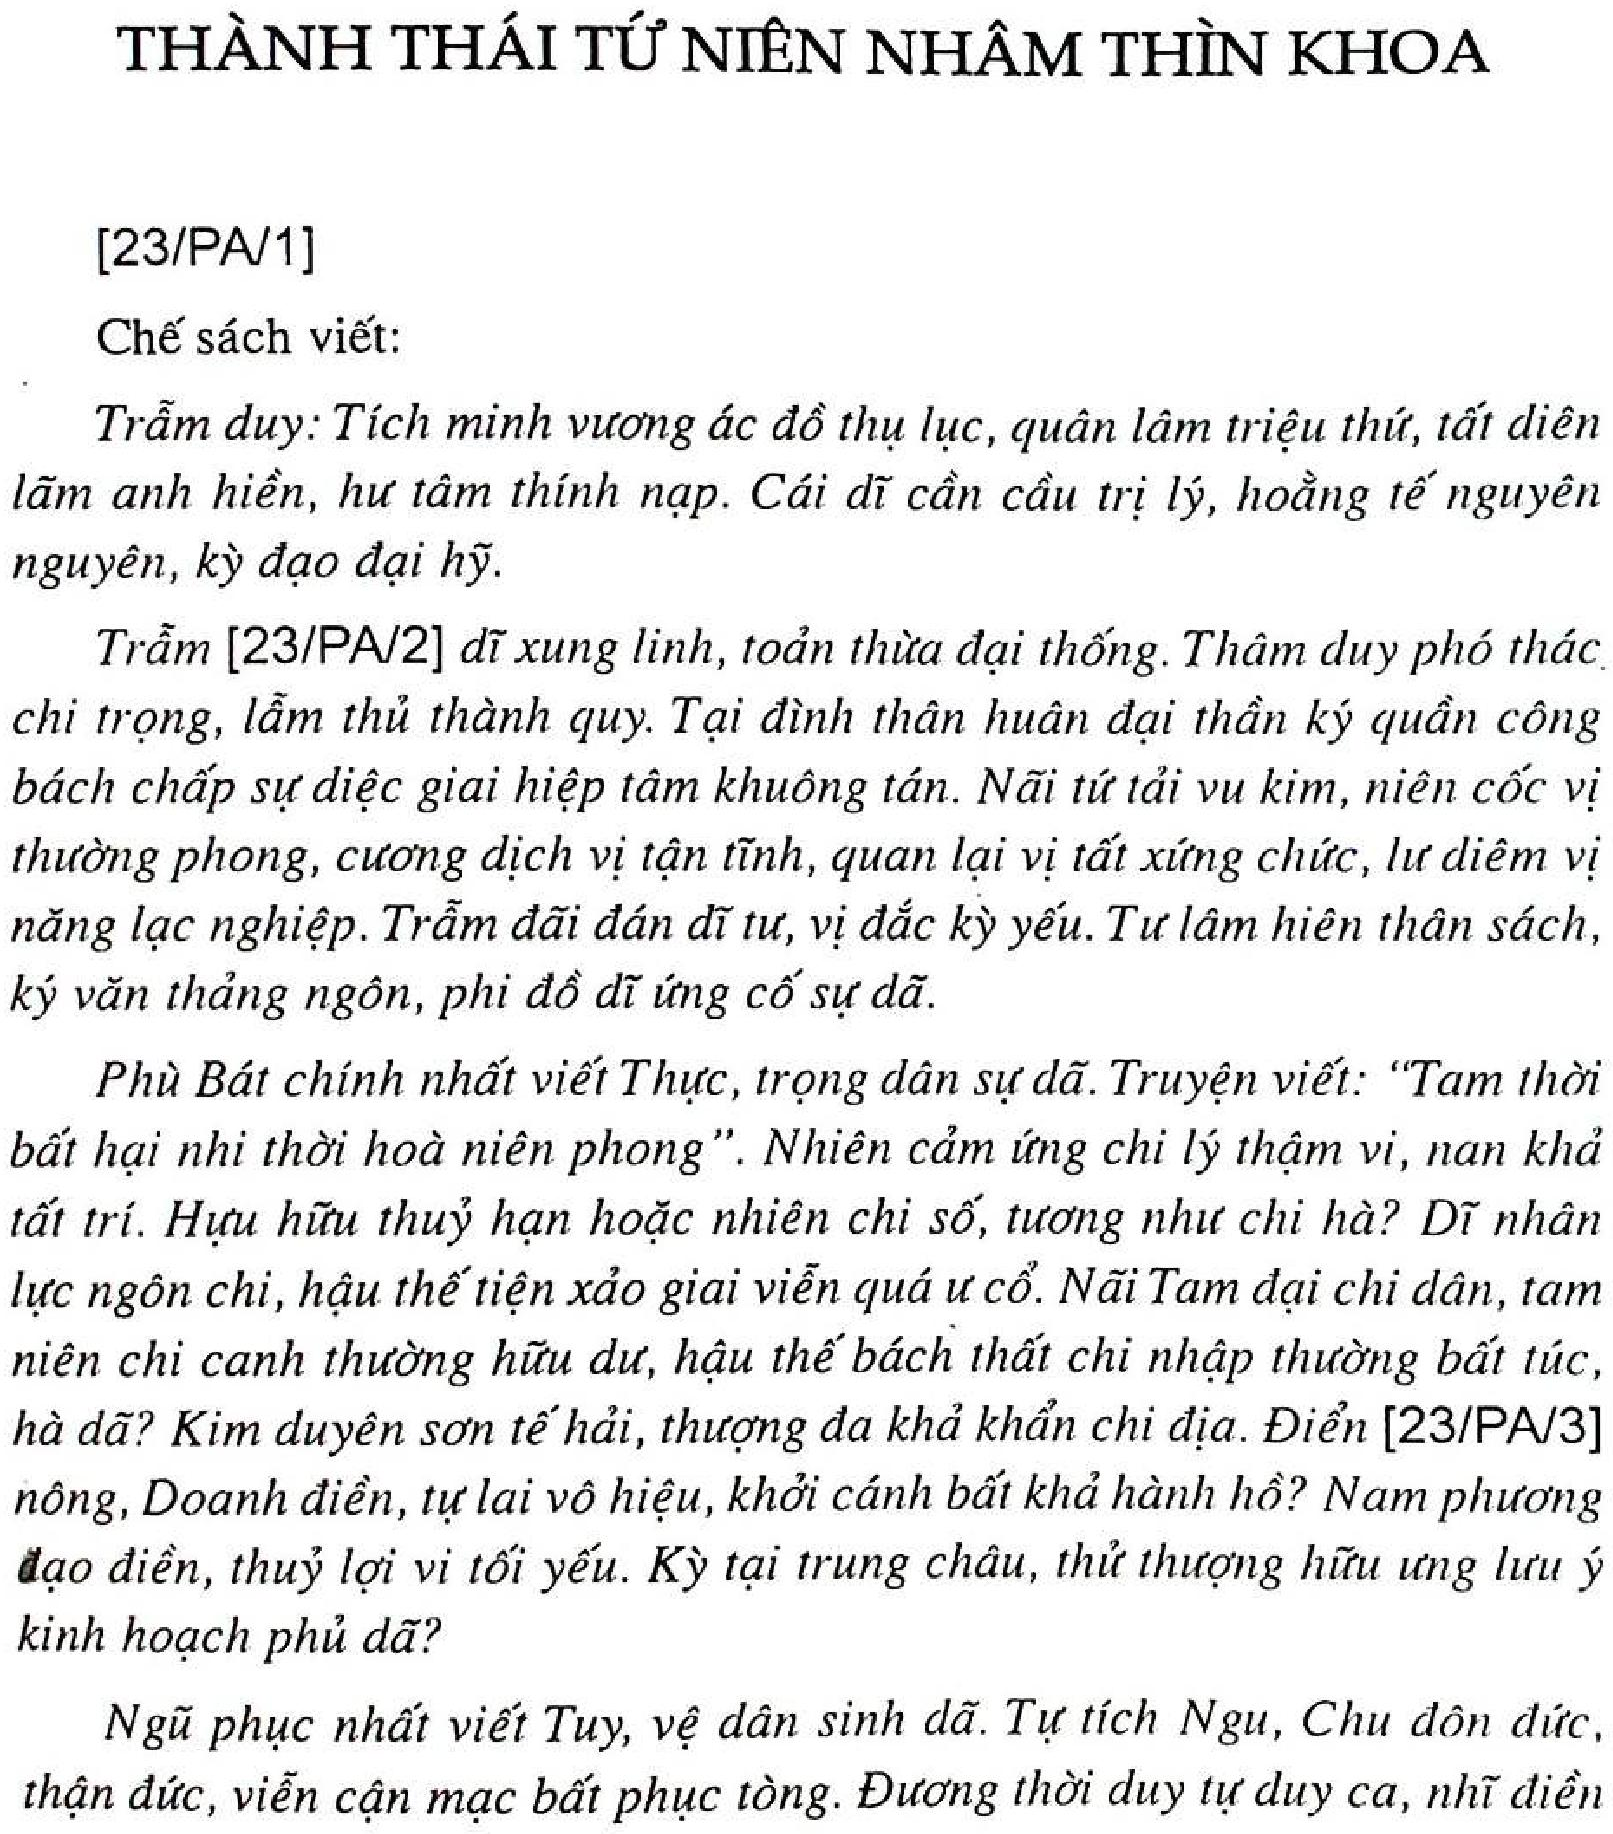 THÀNH THÁI TỨ NIÊN NHÂM THÌN KHOA
[23/PA/1]
Chế sách viết:
Trẫm duy: Tích minh vương ác đồ thụ lục, quân lâm triệu thứ, tất diên
lãm anh hiền, hư tâm thính nạp. Cái dĩ cần cầu trị lý, hoằng tế nguyên
nguyên, kỳ đạo đại hỹ.
Trẫm [23/PA/2] dĩ xung linh, toản thừa đại thống. Thâm duy phó thác
chi trọng, lẫm thủ thành quy. Tại đình thân huân đại thần ký quần công
bách chấp sự diệc giai hiệp tâm khuông tán. Nãi tứ tải vu kim, niên cốc vị
thường phong, cương dịch vị tận tĩnh, quan lại vị tất xứng chức, lư diêm vị
năng lạc nghiệp. Trẫm đãi đán dĩ tư, vị đắc kỳ yếu. Tư lâm hiên thân sách,
ký văn thảng ngôn, phi đồ dĩ ứng cố sự dã.
Phù Bát chính nhất viết Thực, trọng dân sự dã. Truyện viết: “Tam thời
bất hại nhi thời hoà niên phong”. Nhiên cảm ứng chi lý thậm vi, nan khả
tất trí. Hựu hữu thuỷ hạn hoặc nhiên chi số, tương như chi hà? Dĩ nhân
lực ngôn chi, hậu thế tiện xảo giai viễn quá ư cổ. Nãi Tam đại chi dân, tam
niên chi canh thường hữu dư, hậu thế bách thất chi nhập thường bất túc,
hà dã? Kim duyên sơn tế hải, thượng đa khả khẩn chi địa. Điển [23/PA/3]
nông, Doanh điền, tự lai vô hiệu, khởi cánh bất khả hành hồ? Nam phương
đạo điền, thuỷ lợi vi tối yếu. Kỳ tại trung châu, thử thượng hữu ưng lưu ý
kinh hoạch phủ dã?
Ngũ phục nhất viết Tuy, vệ dân sinh dã. Tự tích Ngu, Chu đôn đức,
thận đức, viễn cận mạc bất phục tòng. Đương thời duy tự duy ca, nhĩ điền